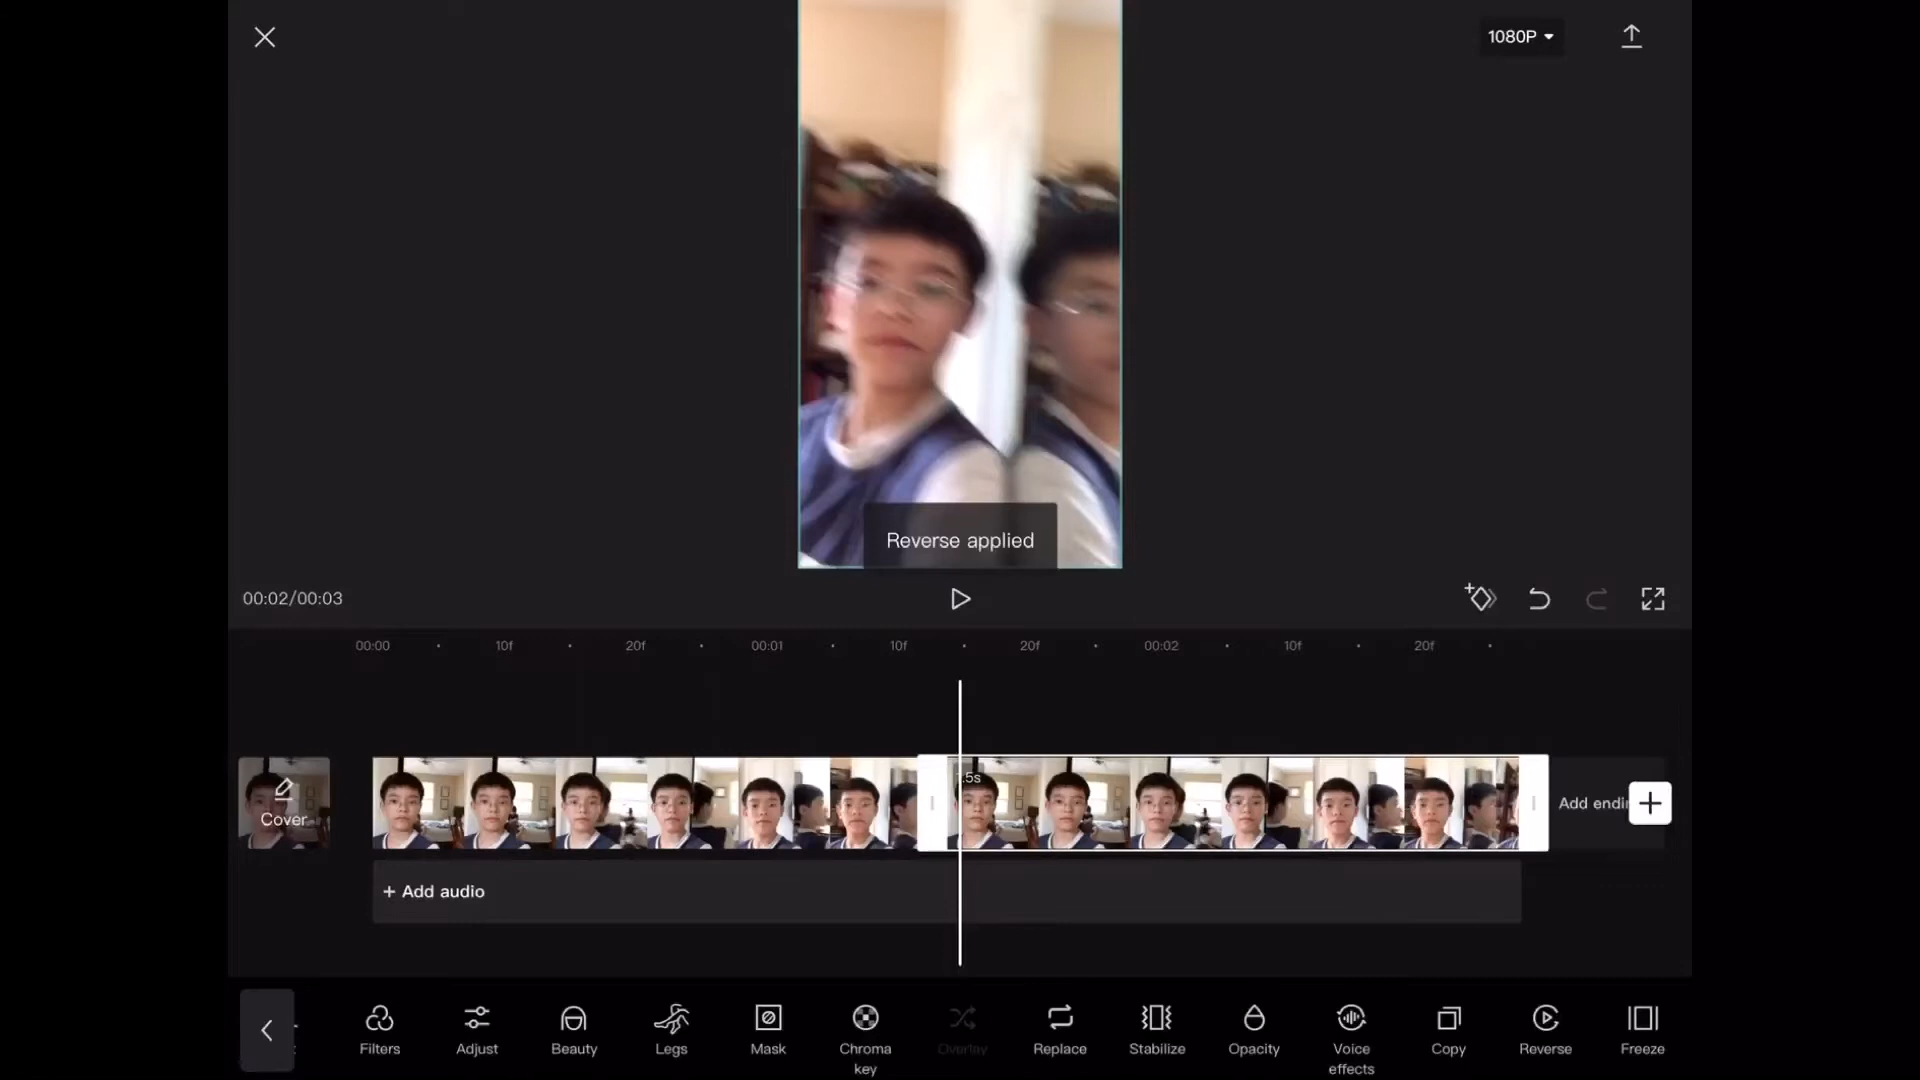 1080P
Reverse applied
00:02/00:03
00:00 10f 20f 00:01 10f 20f 00:02 10f 20f
.5s
Cover
Add endi
+ Add audio
Filters Adjust Beauty Legs Mask Chroma key Overlay Replace Stabilize Opacity Voice effects Copy Reverse Freeze